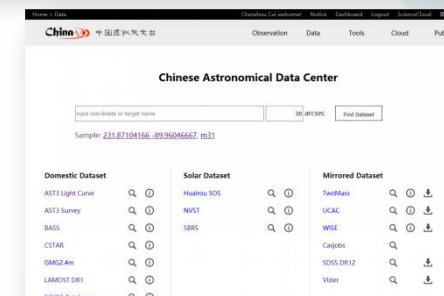 Home > Data
Chenzhou Cui welcome! Notice Dashboard Logout ScienceCloud
China-VO 中国虚拟天文台
Observation Data Tools Cloud
Chinese Astronomical Data Center
Input coordinate or target name 20 arcsec Find Dataset
Sample: 231.87104166 -89.96046667, m31
Domestic Dataset Solar Dataset Mirrored Dataset
AST3 Light Curve Huairou SOS TwoMass
AST3 Survey NVST UCAC
BASS SBRS WISE
CSTAR Casjobs
GMG2.4m SDSS DR12
LAMOST DR1 Vizier